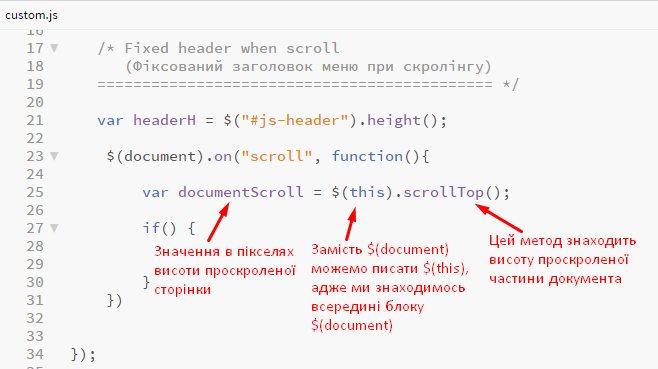 custom.js
16
17 /* Fixed header when scroll
18 (Фіксований заголовок меню при скролінгу)
19 ============================================ */
20
21 var headerH = $("#js-header").height();
22
23 $(document).on("scroll", function(){
24
25 var documentScroll = $(this).scrollTop();
26
27 if() {
28
29
30 }
31 })
32
33
34 });
Значення в пікселях
висоти проскроленої
сторінки
Замість $(document)
можемо писати $(this),
адже ми знаходимось
всередині блоку
$(document)
Цей метод знаходить
висоту проскроленої
частини документа